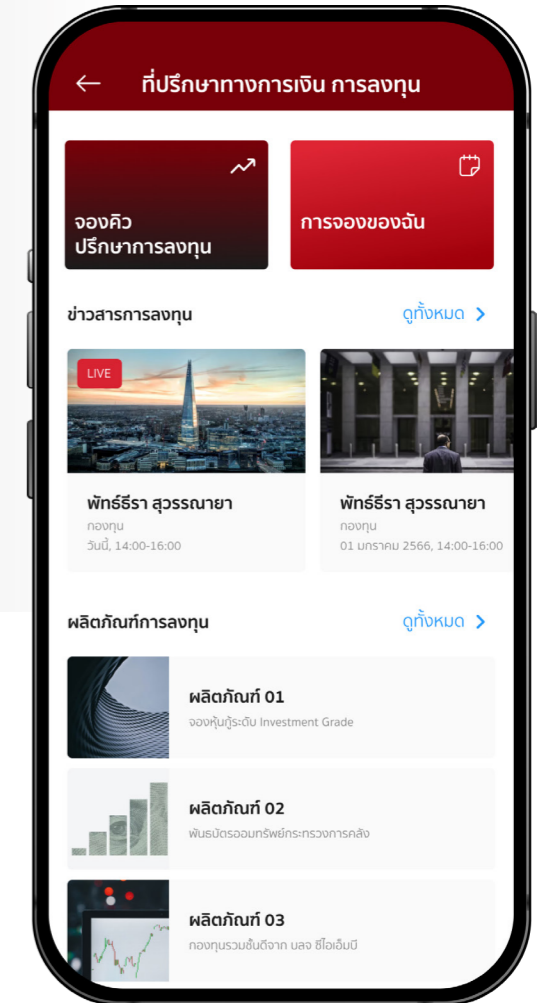 ที่ปรึกษาทางการเงิน การลงทุน
จองคิว
ปรึกษาการลงทุน
การจองของฉัน
ข่าวสารการลงทุน
ดูทั้งหมด
LIVE
พัทธ์ธีรา สุวรรณายา
กองทุน
วันนี้, 14:00-16:00
พัทธ์ธีรา สุวรรณายา
กองทุน
01 มกราคม 2566, 14:00-16:00
ผลิตภัณฑ์การลงทุน
ดูทั้งหมด
ผลิตภัณฑ์ 01
จองหุ้นกู้ระดับ Investment Grade
ผลิตภัณฑ์ 02
พันธบัตรออมทรัพย์กระทรวงการคลัง
ผลิตภัณฑ์ 03
กองทุนรวมชั้นดีจาก บลจ ซีไอเอ็มบี